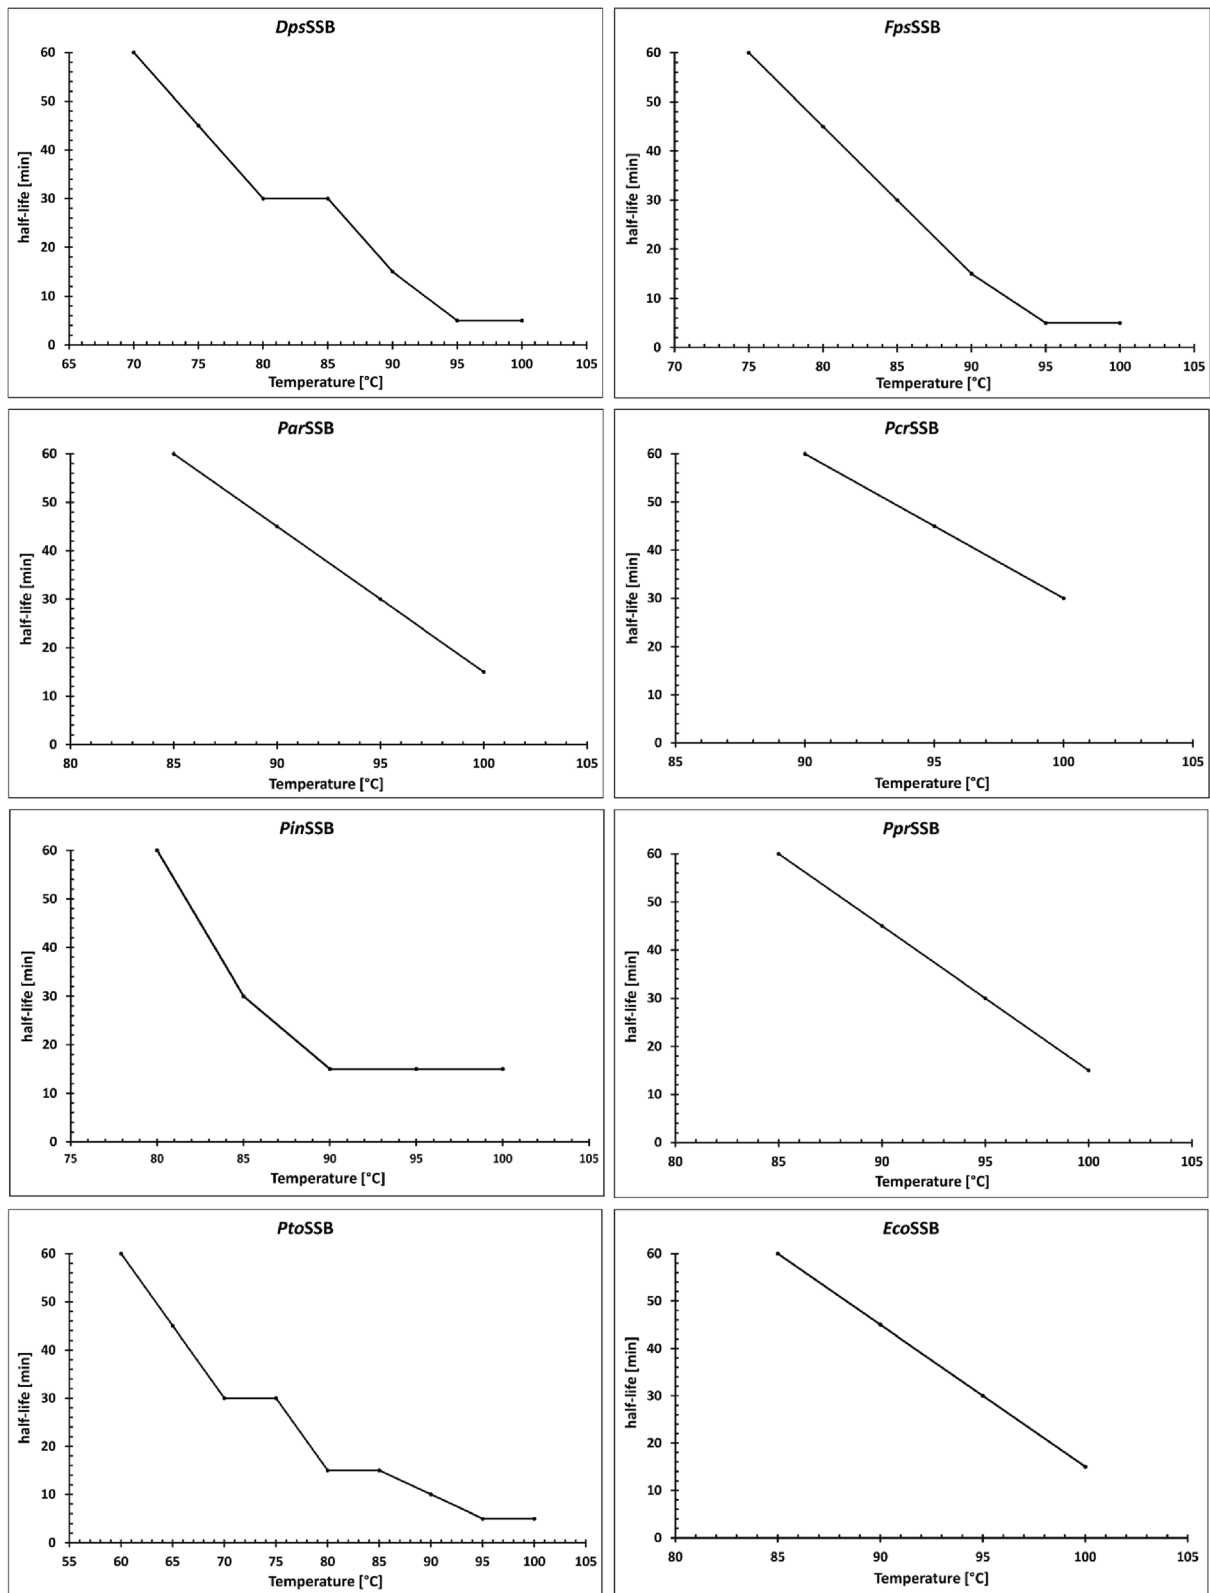 DpsSSB
60
50
40
30
20
10
0
half-life [min]
65 70 75 80 85 90 95 100 105
Temperature [°C]
FpsSSB
60
50
40
30
20
10
0
half-life [min]
70 75 80 85 90 95 100 105
Temperature [°C]
ParSSB
60
50
40
30
20
10
0
half-life [min]
80 85 90 95 100 105
Temperature [°C]
PcrSSB
60
50
40
30
20
10
0
half-life [min]
85 90 95 100 105
Temperature [°C]
PinSSB
60
50
40
30
20
10
0
half-life [min]
75 80 85 90 95 100 105
Temperature [°C]
PprSSB
60
50
40
30
20
10
0
half-life [min]
80 85 90 95 100 105
Temperature [°C]
PtoSSB
60
50
40
30
20
10
0
half-life [min]
55 60 65 70 75 80 85 90 95 100 105
Temperature [°C]
EcoSSB
60
50
40
30
20
10
0
half-life [min]
80 85 90 95 100 105
Temperature [°C]